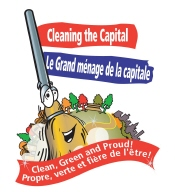 Cleaning the Capital
Le Grand ménage de la capitale
Clean, Green and Proud!
Propre, verte et fière de l'être!